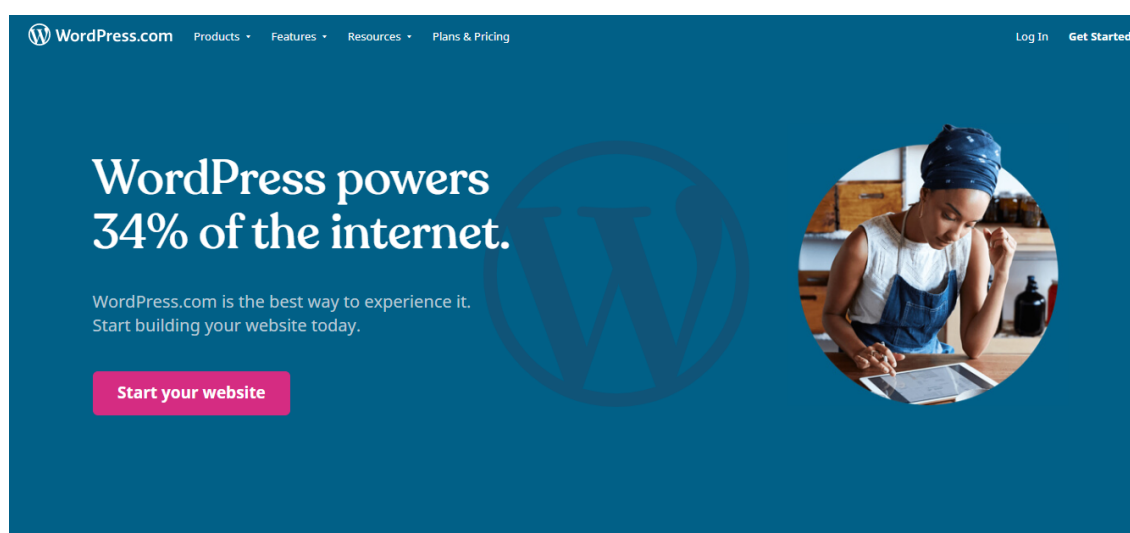 WordPress.com Products Features Resources Plans & Pricing Log In Get Started
WordPress powers
34% of the internet.
WordPress.com is the best way to experience it.
Start building your website today.
Start your website